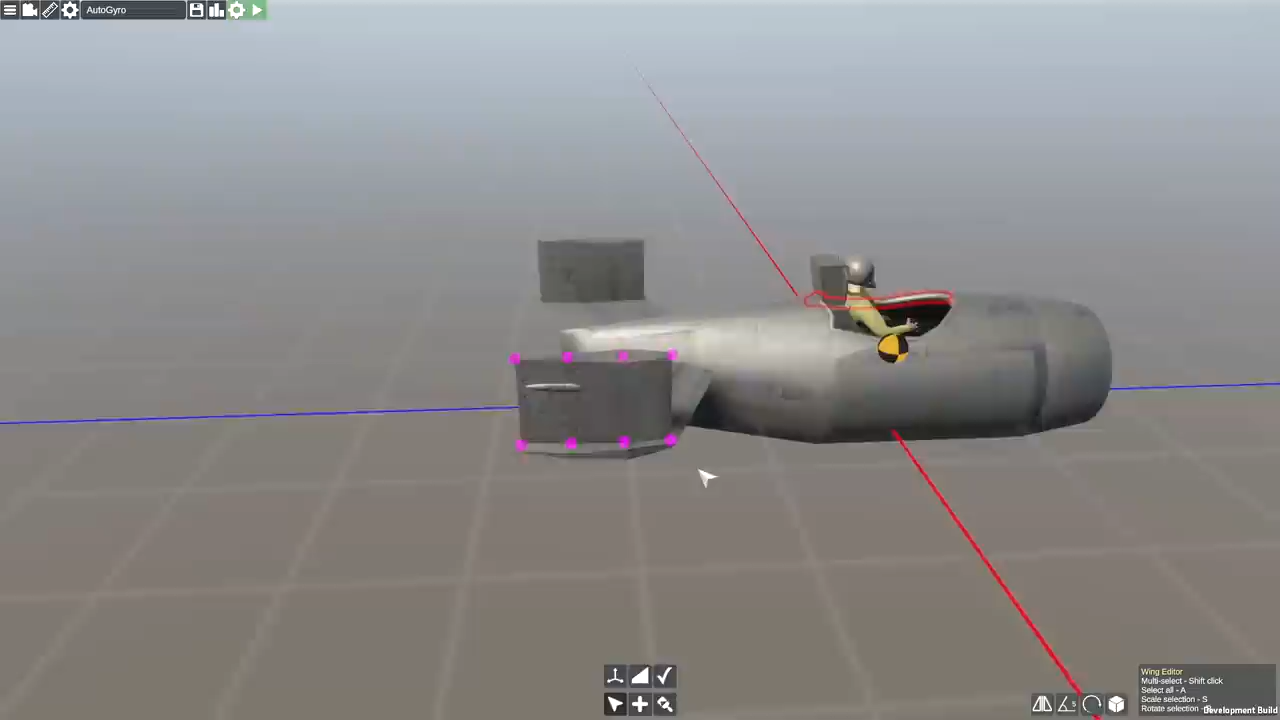 AutoGyro
Wing Editor
Multi-select - Shift click
Select all - A
Scale selection - S
Rotate selection -
Development Build